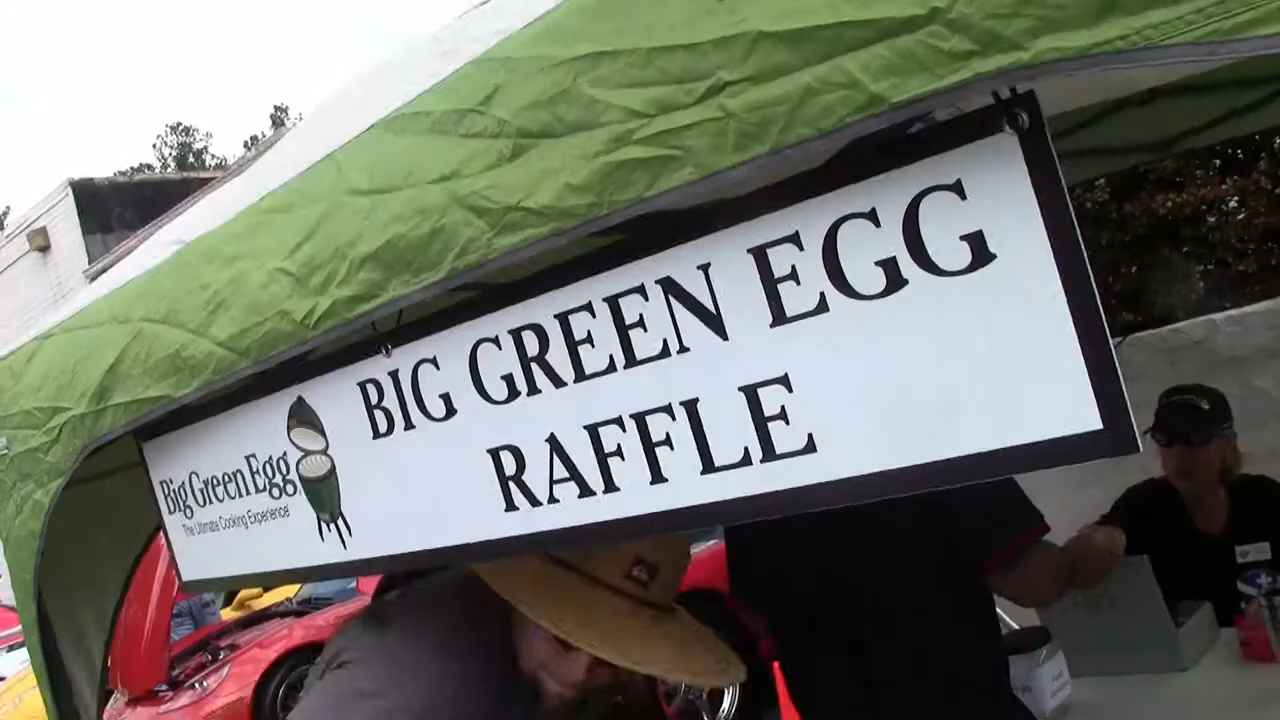 BIG GREEN EGG
RAFFLE
Big Green Egg
The Ultimate Cooking Experience